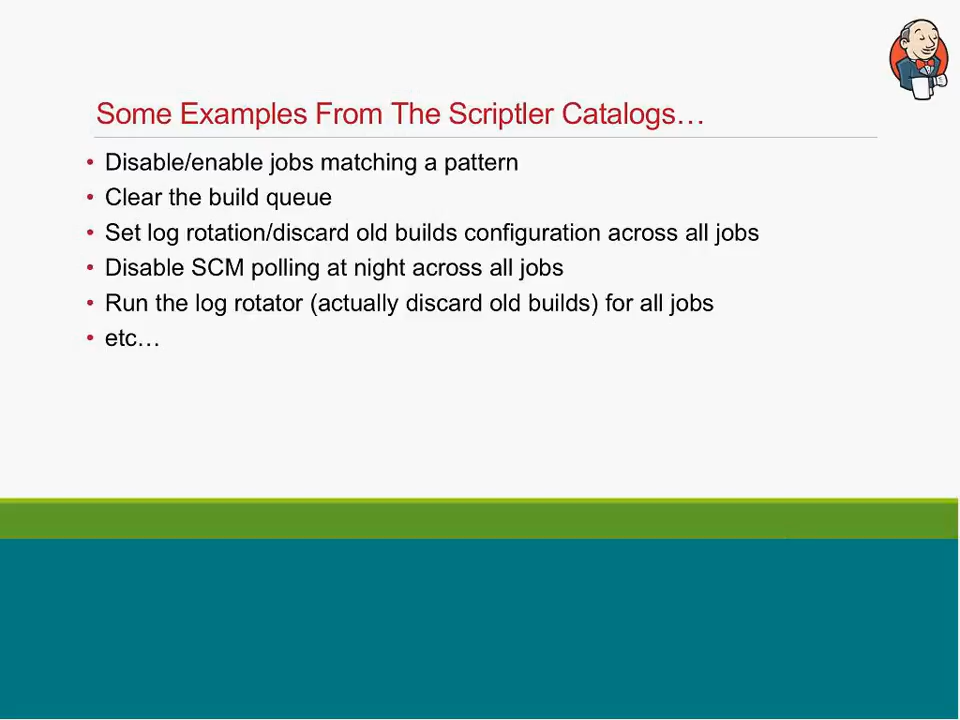 Some Examples From The Scriptler Catalogs…
• Disable/enable jobs matching a pattern
• Clear the build queue
• Set log rotation/discard old builds configuration across all jobs
• Disable SCM polling at night across all jobs
• Run the log rotator (actually discard old builds) for all jobs
• etc…